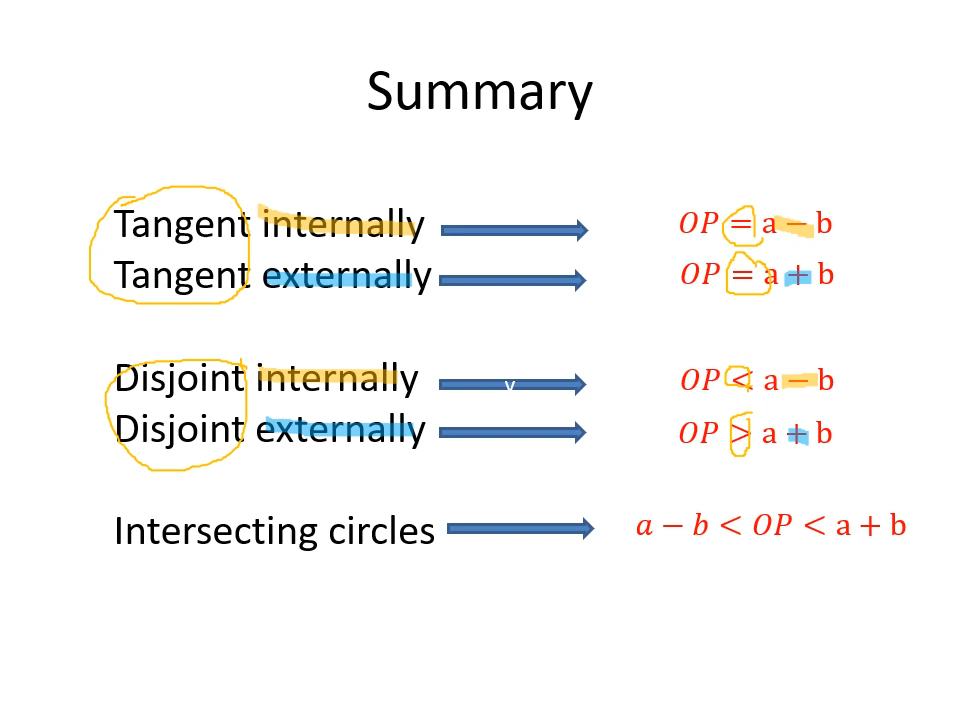 Summary
Tangent internally OP = a − b
Tangent externally OP = a + b
Disjoint internally v OP < a − b
Disjoint externally OP > a + b
Intersecting circles a − b < OP < a + b